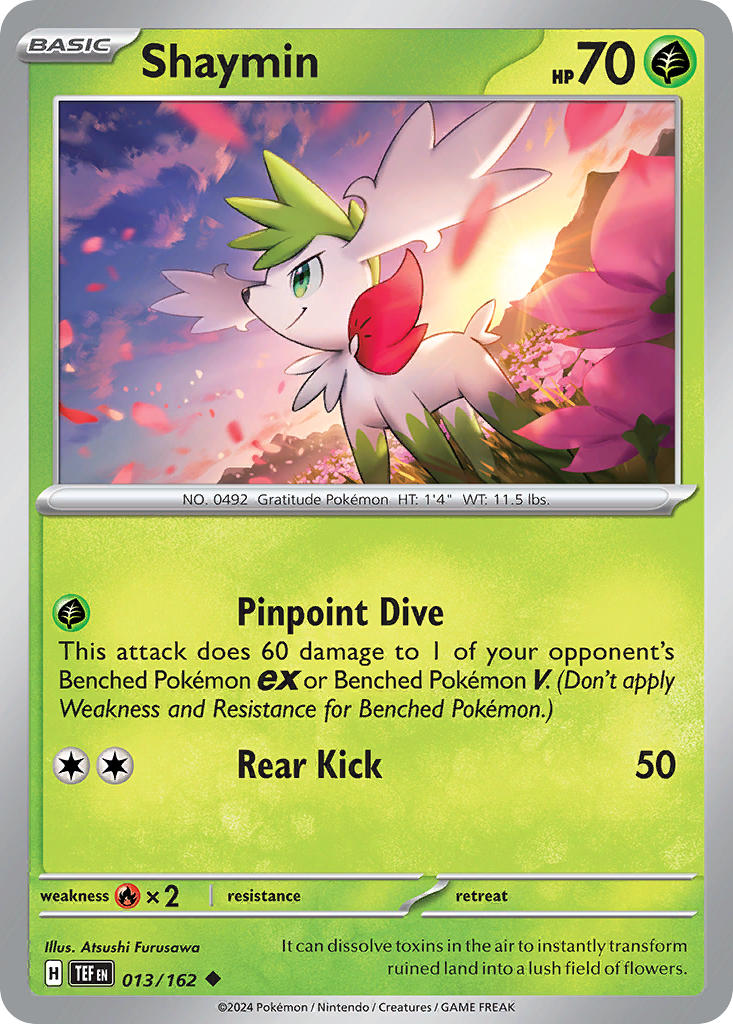 BASIC
Shaymin
HP 70
NO. 0492 Gratitude Pokémon HT: 1'4" WT: 11.5 lbs.
Pinpoint Dive
This attack does 60 damage to 1 of your opponent's
Benched Pokémon ex or Benched Pokémon V. (Don't apply
Weakness and Resistance for Benched Pokémon.)
Rear Kick 50
weakness ×2 resistance retreat
Illus. Atsushi Furusawa
It can dissolve toxins in the air to instantly transform
ruined land into a lush field of flowers.
H TEF EN 013/162
©2024 Pokémon / Nintendo / Creatures / GAME FREAK